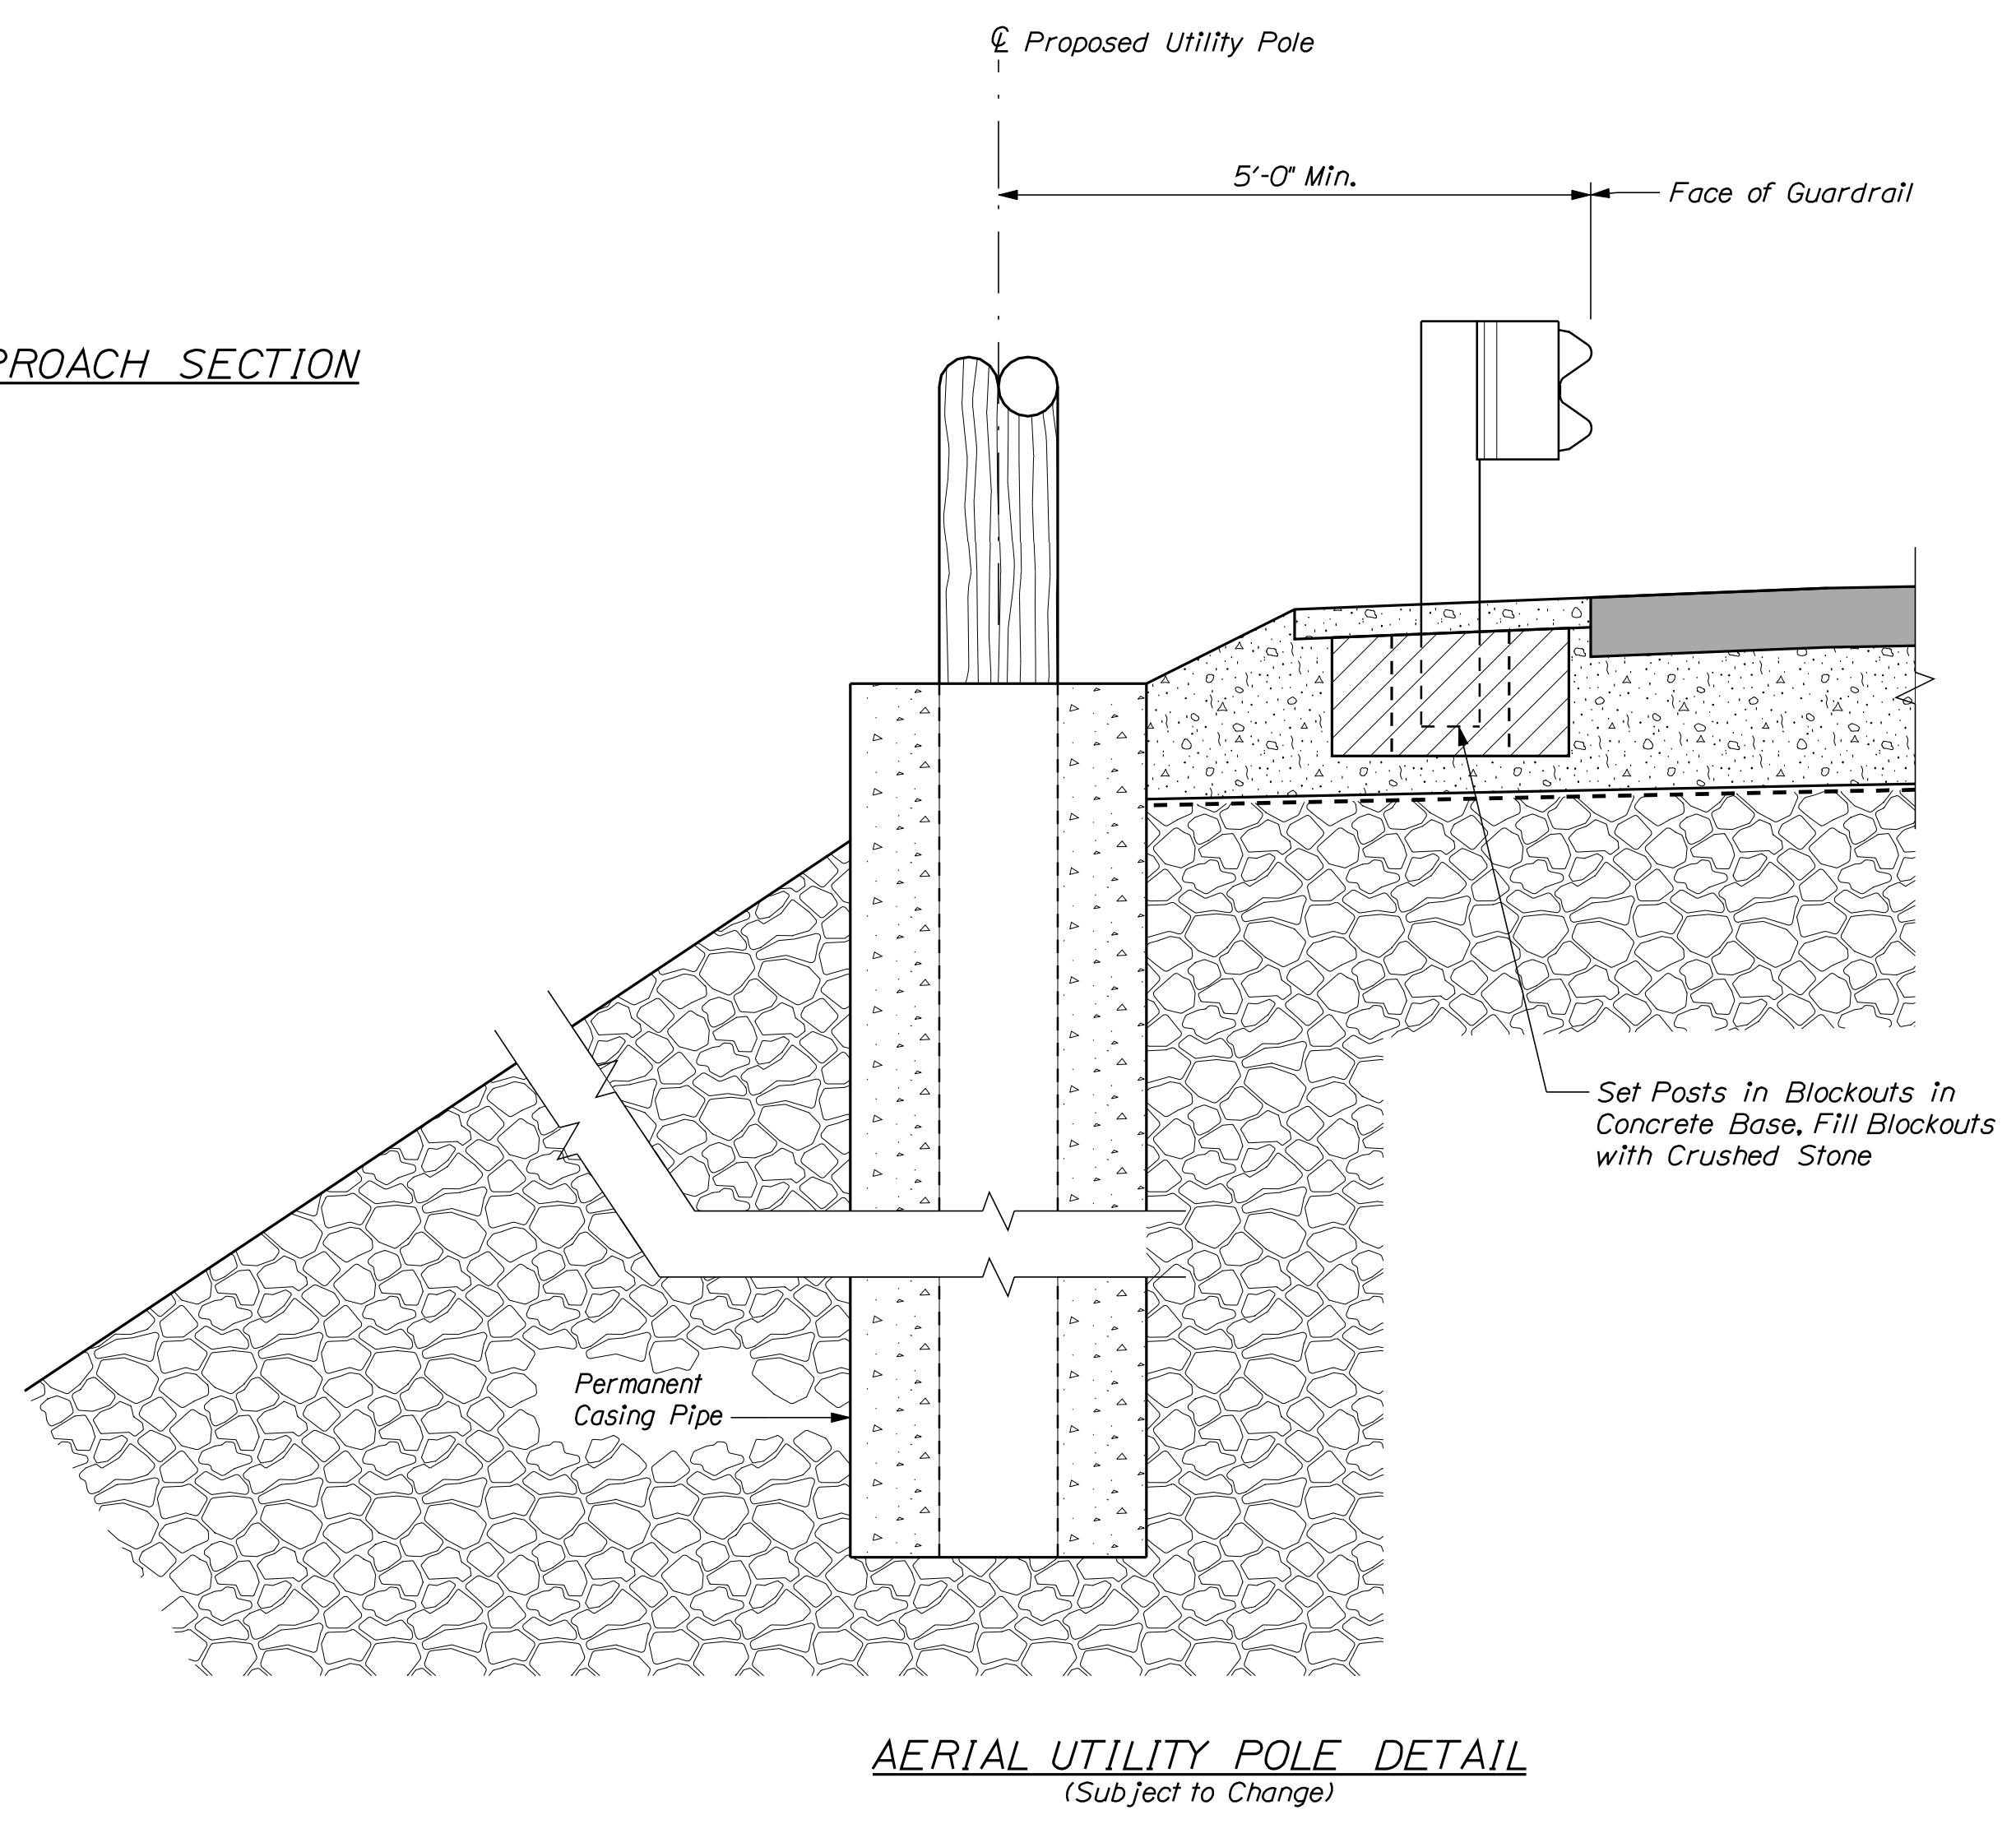 ℄ Proposed Utility Pole
5'-0" Min.
Face of Guardrail
PROACH SECTION
Set Posts in Blockouts in
Concrete Base, Fill Blockouts
with Crushed Stone
Permanent
Casing Pipe
AERIAL UTILITY POLE DETAIL
(Subject to Change)